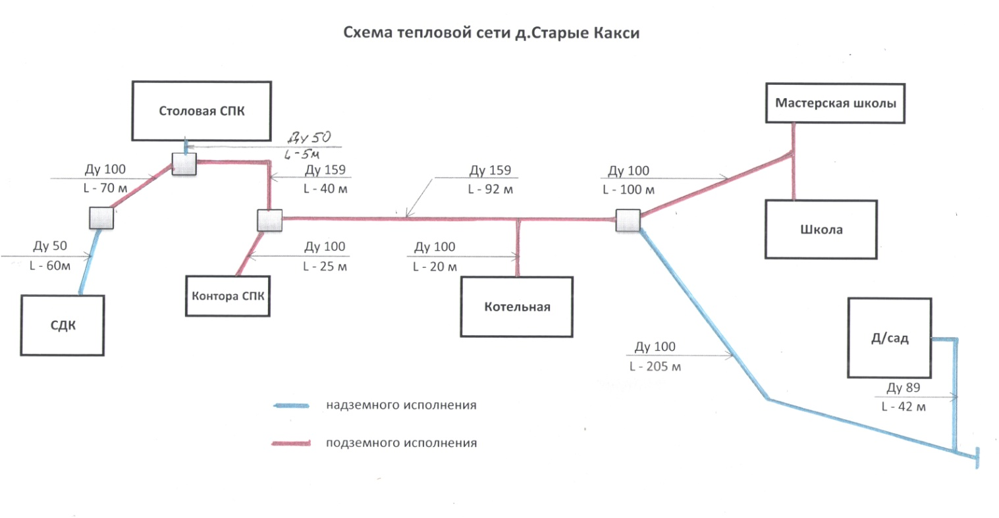 Схема тепловой сети д.Старые Какси
Столовая СПК
Мастерская школы
Ду 50
L-5м
Ду 100
L - 70 м
Ду 159
L - 40 м
Ду 159
L - 92 м
Ду 100
L - 100 м
Школа
Ду 50
L - 60м
Ду 100
L - 25 м
Ду 100
L - 20 м
Контора СПК
Котельная
СДК
Д/сад
Ду 100
L - 205 м
Ду 89
L - 42 м
надземного исполнения
подземного исполнения